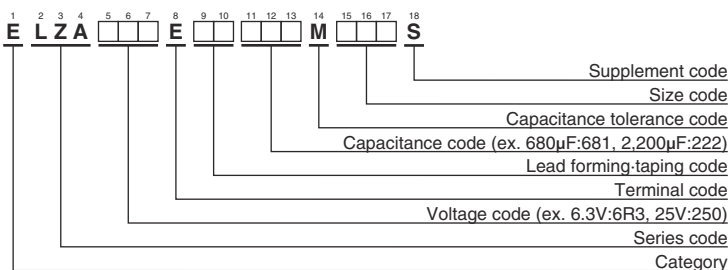 1 2 3 4 5 6 7 8 9 10 11 12 13 14 15 16 17 18
E L Z A E M S
Supplement code
Size code
Capacitance tolerance code
Capacitance code (ex. 680µF:681, 2,200µF:222)
Lead forming·taping code
Terminal code
Voltage code (ex. 6.3V:6R3, 25V:250)
Series code
Category